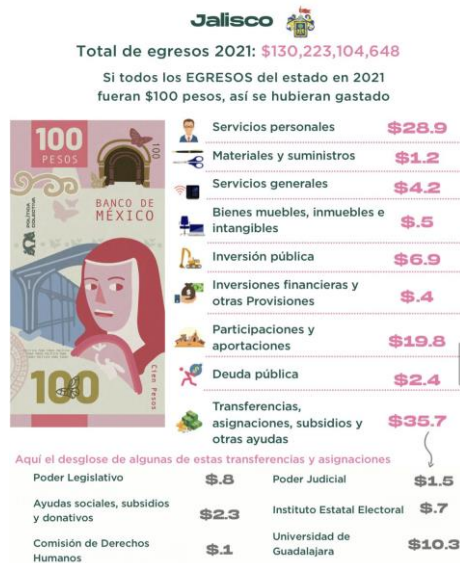 Jalisco
Total de egresos 2021: $130,223,104,648
Si todos los EGRESOS del estado en 2021
fueran $100 pesos, así se hubieran gastado
100
PESOS
100
BANCO DE
MÉXICO
POLÍTICA
COLECTIVA
100
Cien Pesos
Servicios personales $28.9
Materiales y suministros $1.2
Servicios generales $4.2
Bienes muebles, inmuebles e
intangibles $.5
Inversión pública $6.9
Inversiones financieras y
otras Provisiones $.4
Participaciones y
aportaciones $19.8
Deuda pública $2.4
Transferencias,
asignaciones, subsidios y
otras ayudas $35.7
Aquí el desglose de algunas de estas transferencias y asignaciones
Poder Legislativo $.8
Poder Judicial $1.5
Ayudas sociales, subsidios
y donativos $2.3
Instituto Estatal Electoral $.7
Comisión de Derechos
Humanos $.1
Universidad de
Guadalajara $10.3